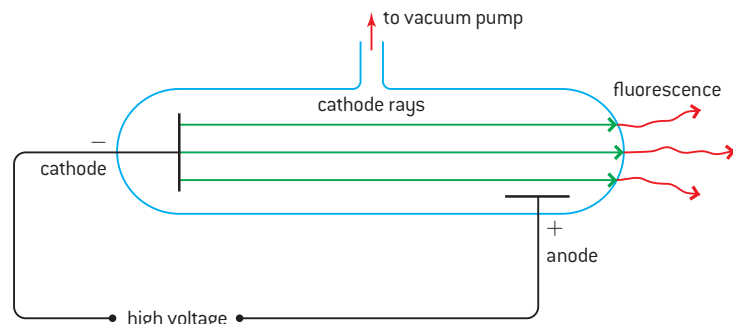 to vacuum pump
fluorescence
cathode rays
−
cathode
+
anode
high voltage